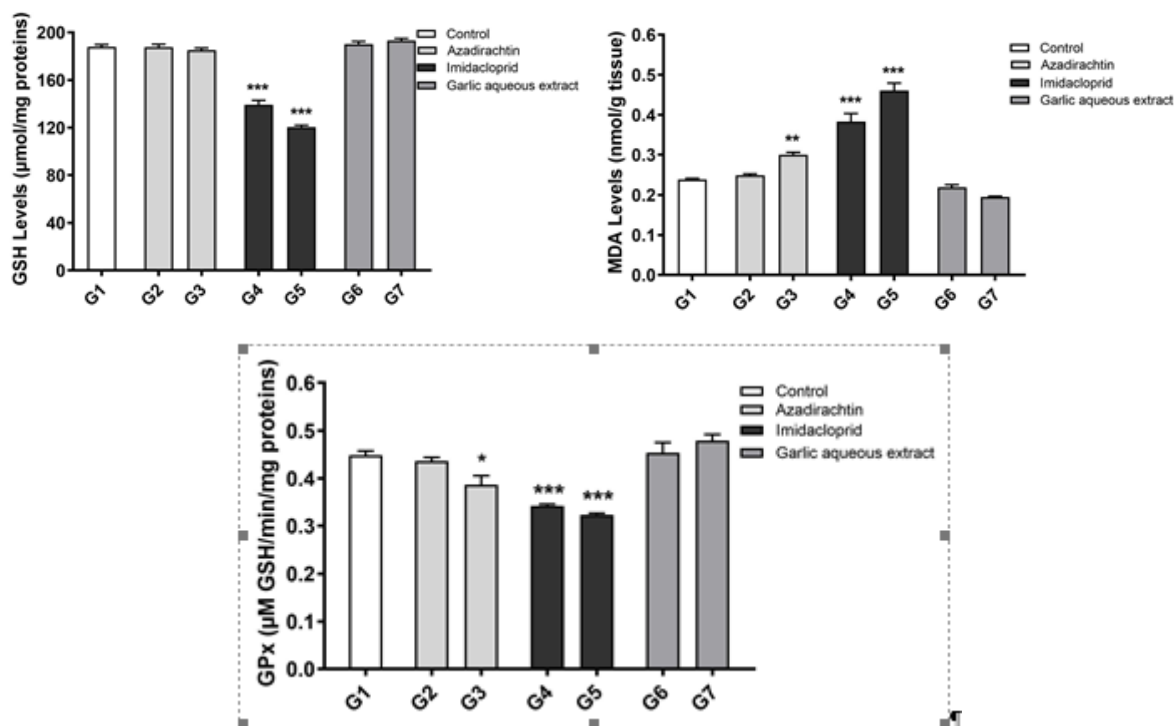 GSH Levels (µmol/mg proteins)
200
160
120
80
40
0
***
***
G1
G2
G3
G4
G5
G6
G7
Control
Azadirachtin
Imidacloprid
Garlic aqueous extract
MDA Levels (nmol/g tissue)
0.6
0.5
0.4
0.3
0.2
0.1
0.0
**
***
***
G1
G2
G3
G4
G5
G6
G7
Control
Azadirachtin
Imidacloprid
Garlic aqueous extract
GPx (µM GSH/min/mg proteins)
0.6
0.5
0.4
0.3
0.2
0.1
0.0
*
***
***
G1
G2
G3
G4
G5
G6
G7
Control
Azadirachtin
Imidacloprid
Garlic aqueous extract
¶